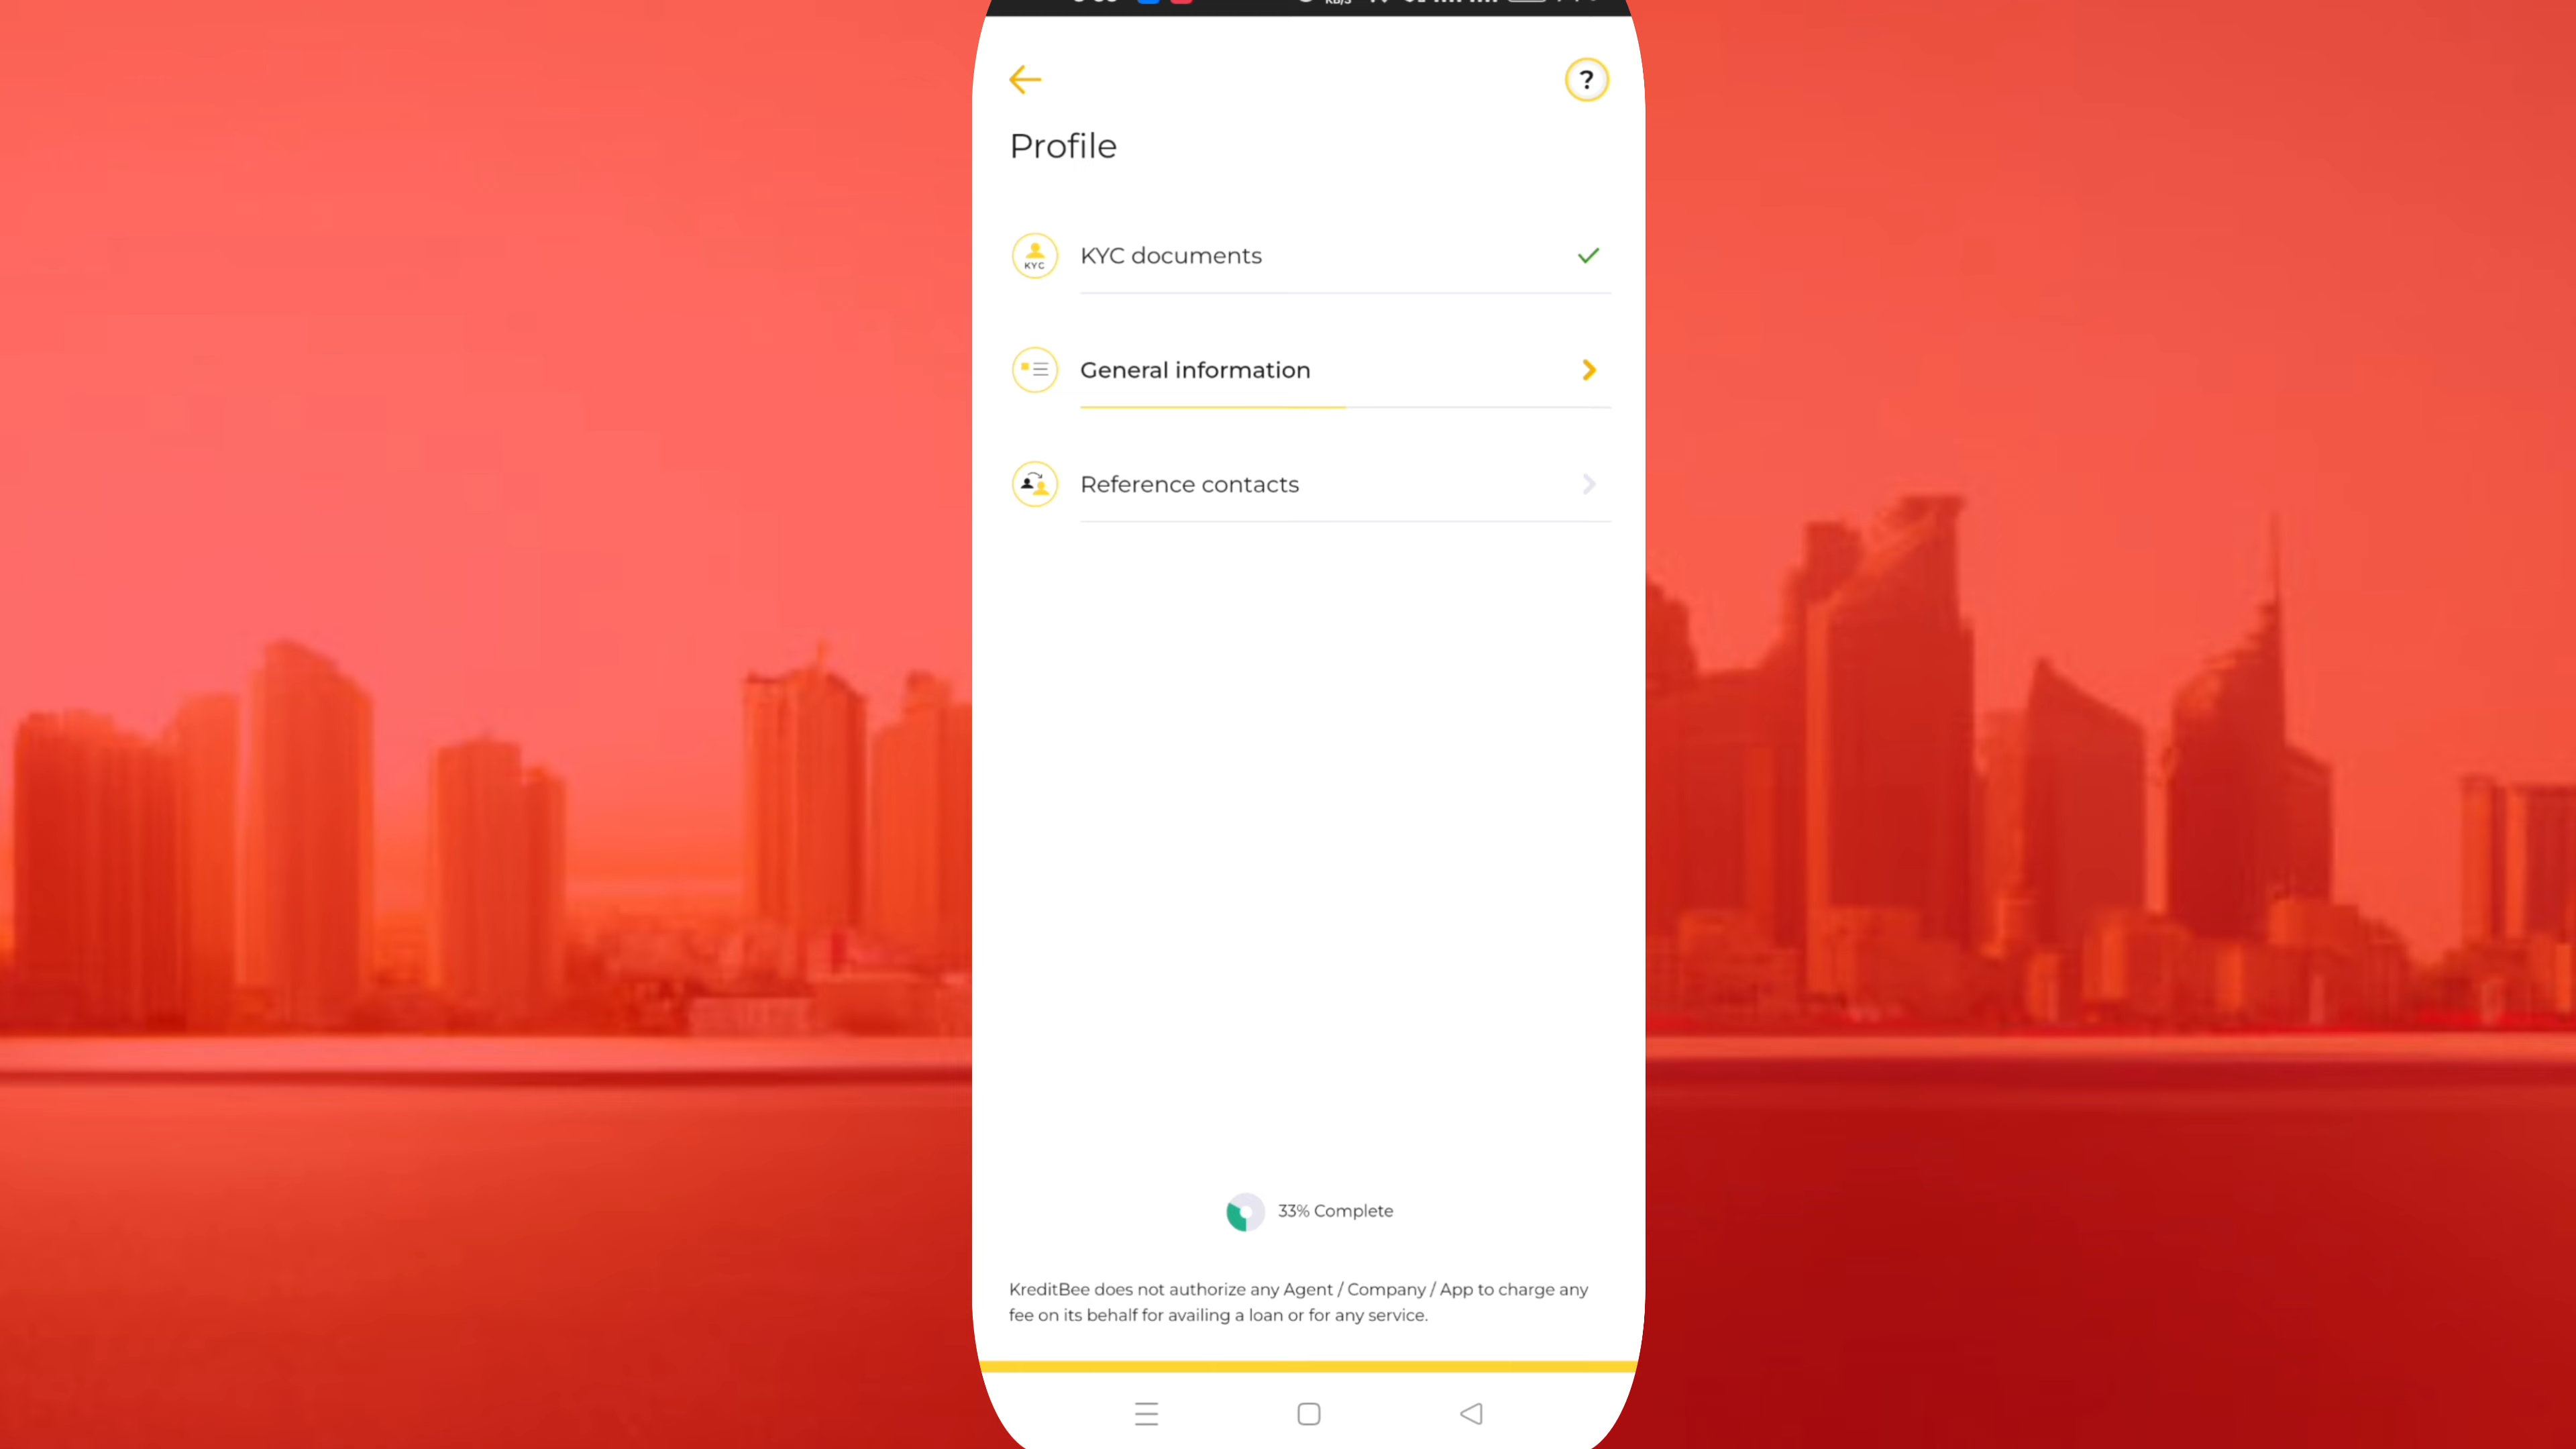 ?
Profile
KYC
KYC documents
General information
Reference contacts
33% Complete
KreditBee does not authorize any Agent / Company / App to charge any
fee on its behalf for availing a loan or for any service.